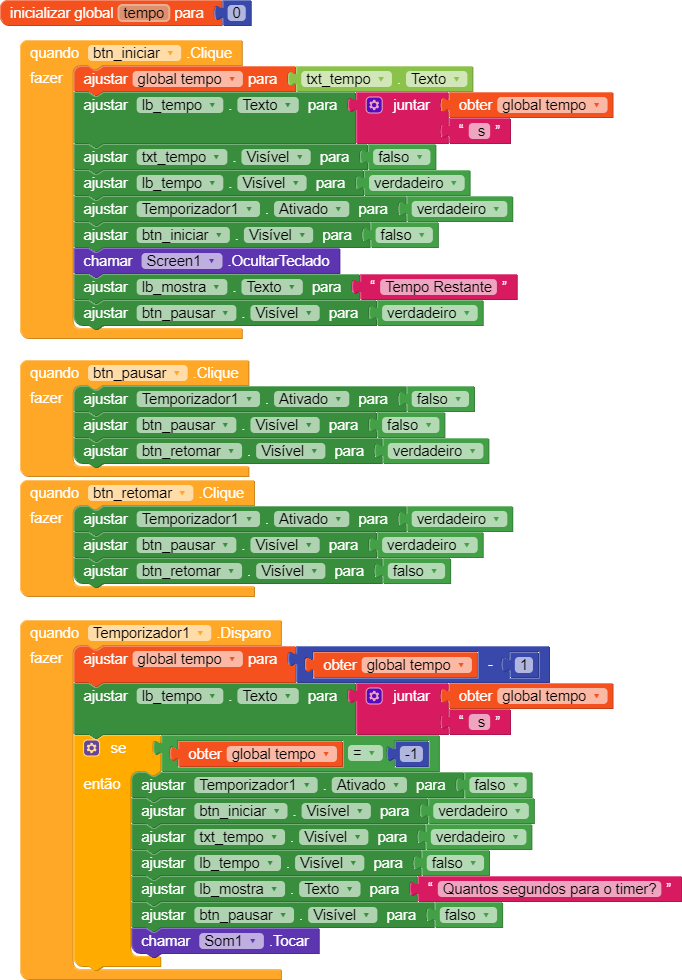 inicializar global tempo para 0
quando btn_iniciar .Clique
fazer ajustar global tempo para txt_tempo . Texto
ajustar lb_tempo . Texto para juntar obter global tempo
“ s ”
ajustar txt_tempo . Visível para falso
ajustar lb_tempo . Visível para verdadeiro
ajustar Temporizador1 . Ativado para verdadeiro
ajustar btn_iniciar . Visível para falso
chamar Screen1 .OcultarTeclado
ajustar lb_mostra . Texto para “ Tempo Restante ”
ajustar btn_pausar . Visível para verdadeiro
quando btn_pausar .Clique
fazer ajustar Temporizador1 . Ativado para falso
ajustar btn_pausar . Visível para falso
ajustar btn_retomar . Visível para verdadeiro
quando btn_retomar .Clique
fazer ajustar Temporizador1 . Ativado para verdadeiro
ajustar btn_pausar . Visível para verdadeiro
ajustar btn_retomar . Visível para falso
quando Temporizador1 .Disparo
fazer ajustar global tempo para obter global tempo - 1
ajustar lb_tempo . Texto para juntar obter global tempo
“ s ”
se obter global tempo = -1
então ajustar Temporizador1 . Ativado para falso
ajustar btn_iniciar . Visível para verdadeiro
ajustar txt_tempo . Visível para verdadeiro
ajustar lb_tempo . Visível para falso
ajustar lb_mostra . Texto para “ Quantos segundos para o timer? ”
ajustar btn_pausar . Visível para falso
chamar Som1 .Tocar